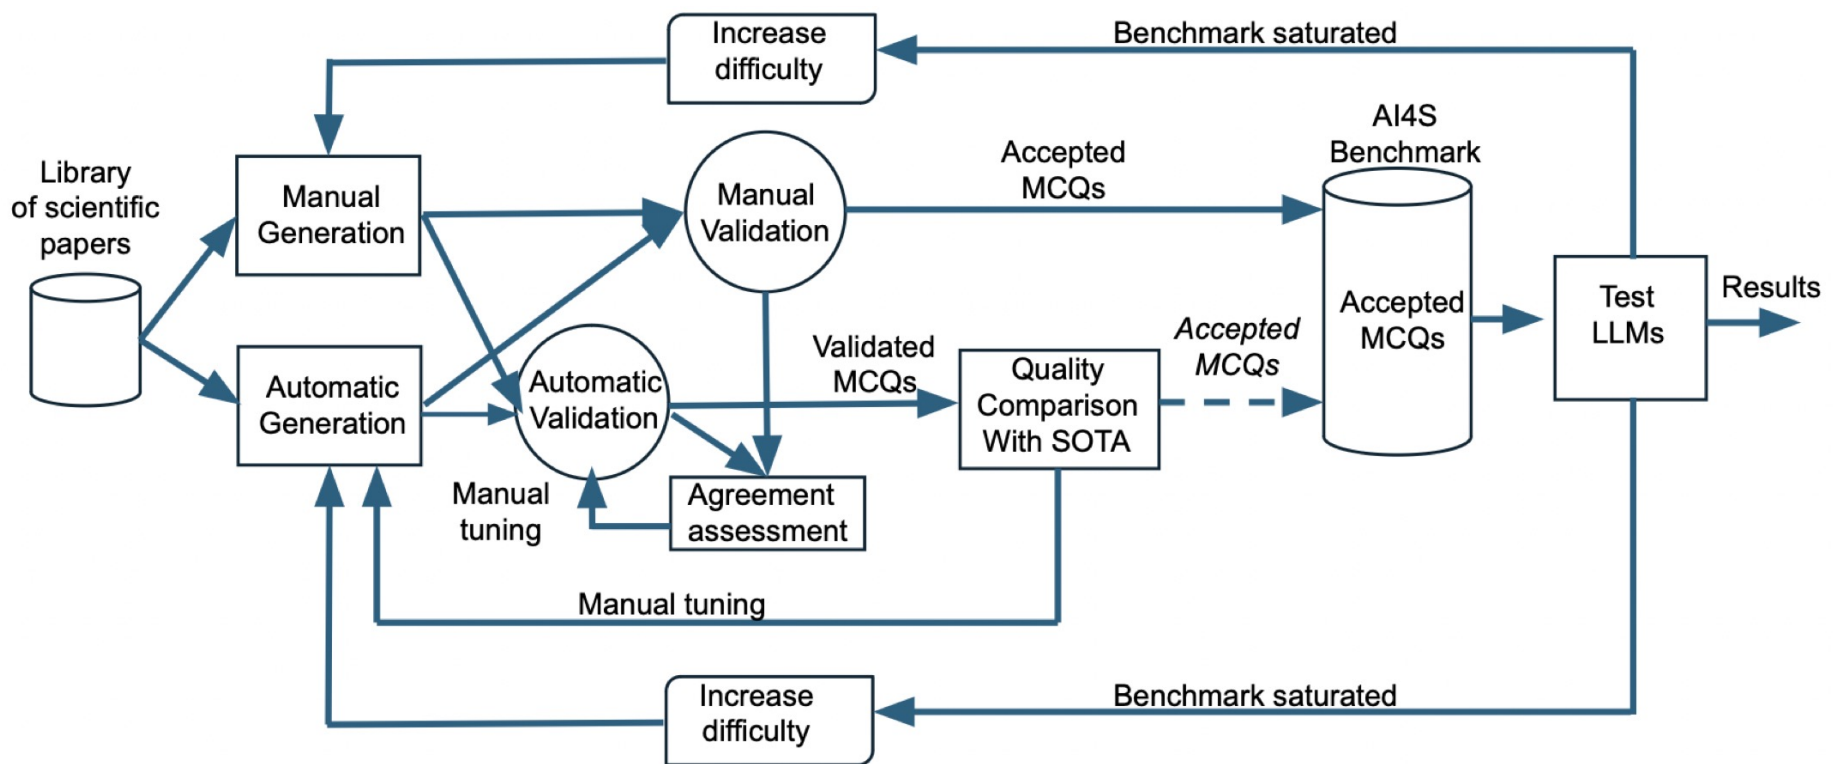 Increase
difficulty
Benchmark saturated
Library
of scientific
papers
Manual
Generation
Manual
Validation
Accepted
MCQs
AI4S
Benchmark
Accepted
MCQs
Test
LLMs
Results
Automatic
Generation
Automatic
Validation
Validated
MCQs
Quality
Comparison
With SOTA
Accepted
MCQs
Manual
tuning
Agreement
assessment
Manual tuning
Increase
difficulty
Benchmark saturated